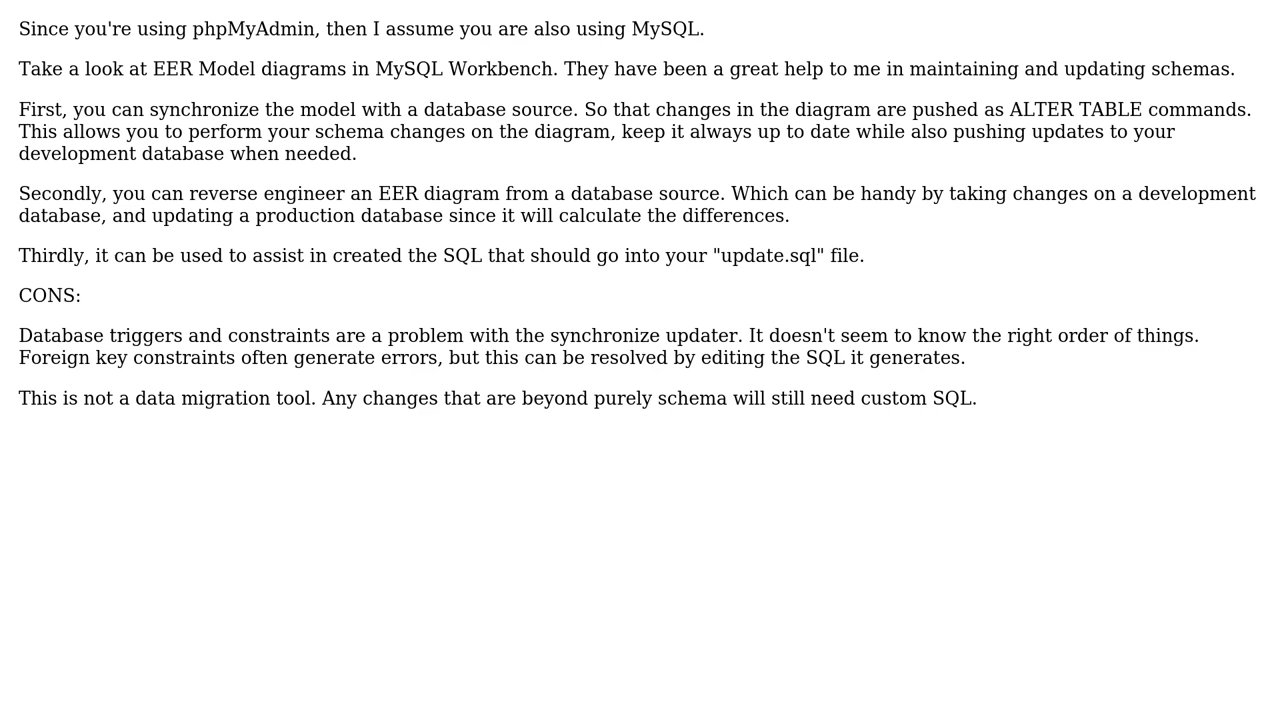 Since you're using phpMyAdmin, then I assume you are also using MySQL.
Take a look at EER Model diagrams in MySQL Workbench. They have been a great help to me in maintaining and updating schemas.
First, you can synchronize the model with a database source. So that changes in the diagram are pushed as ALTER TABLE commands.
This allows you to perform your schema changes on the diagram, keep it always up to date while also pushing updates to your
development database when needed.
Secondly, you can reverse engineer an EER diagram from a database source. Which can be handy by taking changes on a development
database, and updating a production database since it will calculate the differences.
Thirdly, it can be used to assist in created the SQL that should go into your "update.sql" file.
CONS:
Database triggers and constraints are a problem with the synchronize updater. It doesn't seem to know the right order of things.
Foreign key constraints often generate errors, but this can be resolved by editing the SQL it generates.
This is not a data migration tool. Any changes that are beyond purely schema will still need custom SQL.